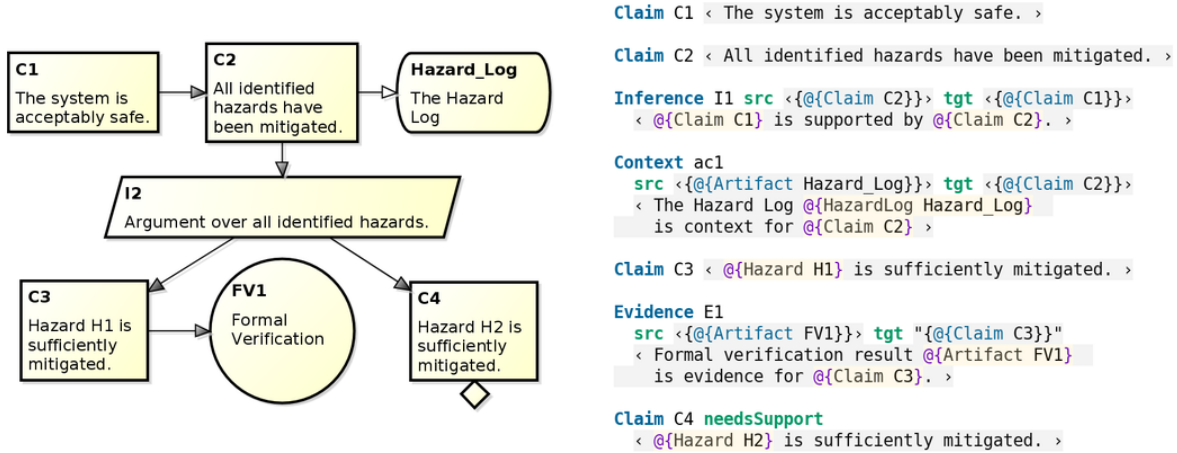 C1
The system is
acceptably safe.
C2
All identified
hazards have
been mitigated.
Hazard_Log
The Hazard
Log
I2
Argument over all identified hazards.
C3
Hazard H1 is
sufficiently
mitigated.
FV1
Formal
Verification
C4
Hazard H2 is
sufficiently
mitigated.
Claim C1 ‹ The system is acceptably safe. ›
Claim C2 ‹ All identified hazards have been mitigated. ›
Inference I1 src ‹{@{Claim C2}}› tgt ‹{@{Claim C1}}›
‹ @{Claim C1} is supported by @{Claim C2}. ›
Context ac1
src ‹{@{Artifact Hazard_Log}}› tgt ‹{@{Claim C2}}›
‹ The Hazard Log @{HazardLog Hazard_Log}
is context for @{Claim C2} ›
Claim C3 ‹ @{Hazard H1} is sufficiently mitigated. ›
Evidence E1
src ‹{@{Artifact FV1}}› tgt "{@{Claim C3}}"
‹ Formal verification result @{Artifact FV1}
is evidence for @{Claim C3}. ›
Claim C4 needsSupport
‹ @{Hazard H2} is sufficiently mitigated. ›